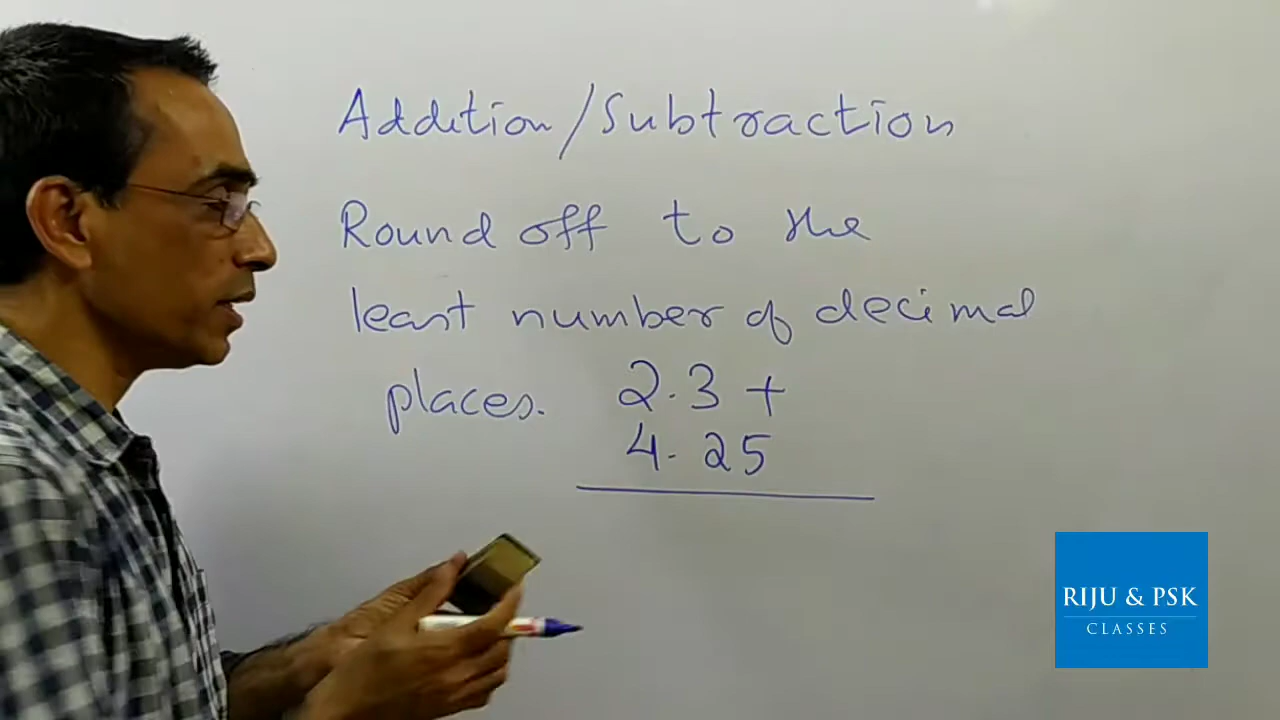 Addition/Subtraction
Round off to the
least number of decimal
places. 2.3 +
4.25
RIJU & PSK
CLASSES